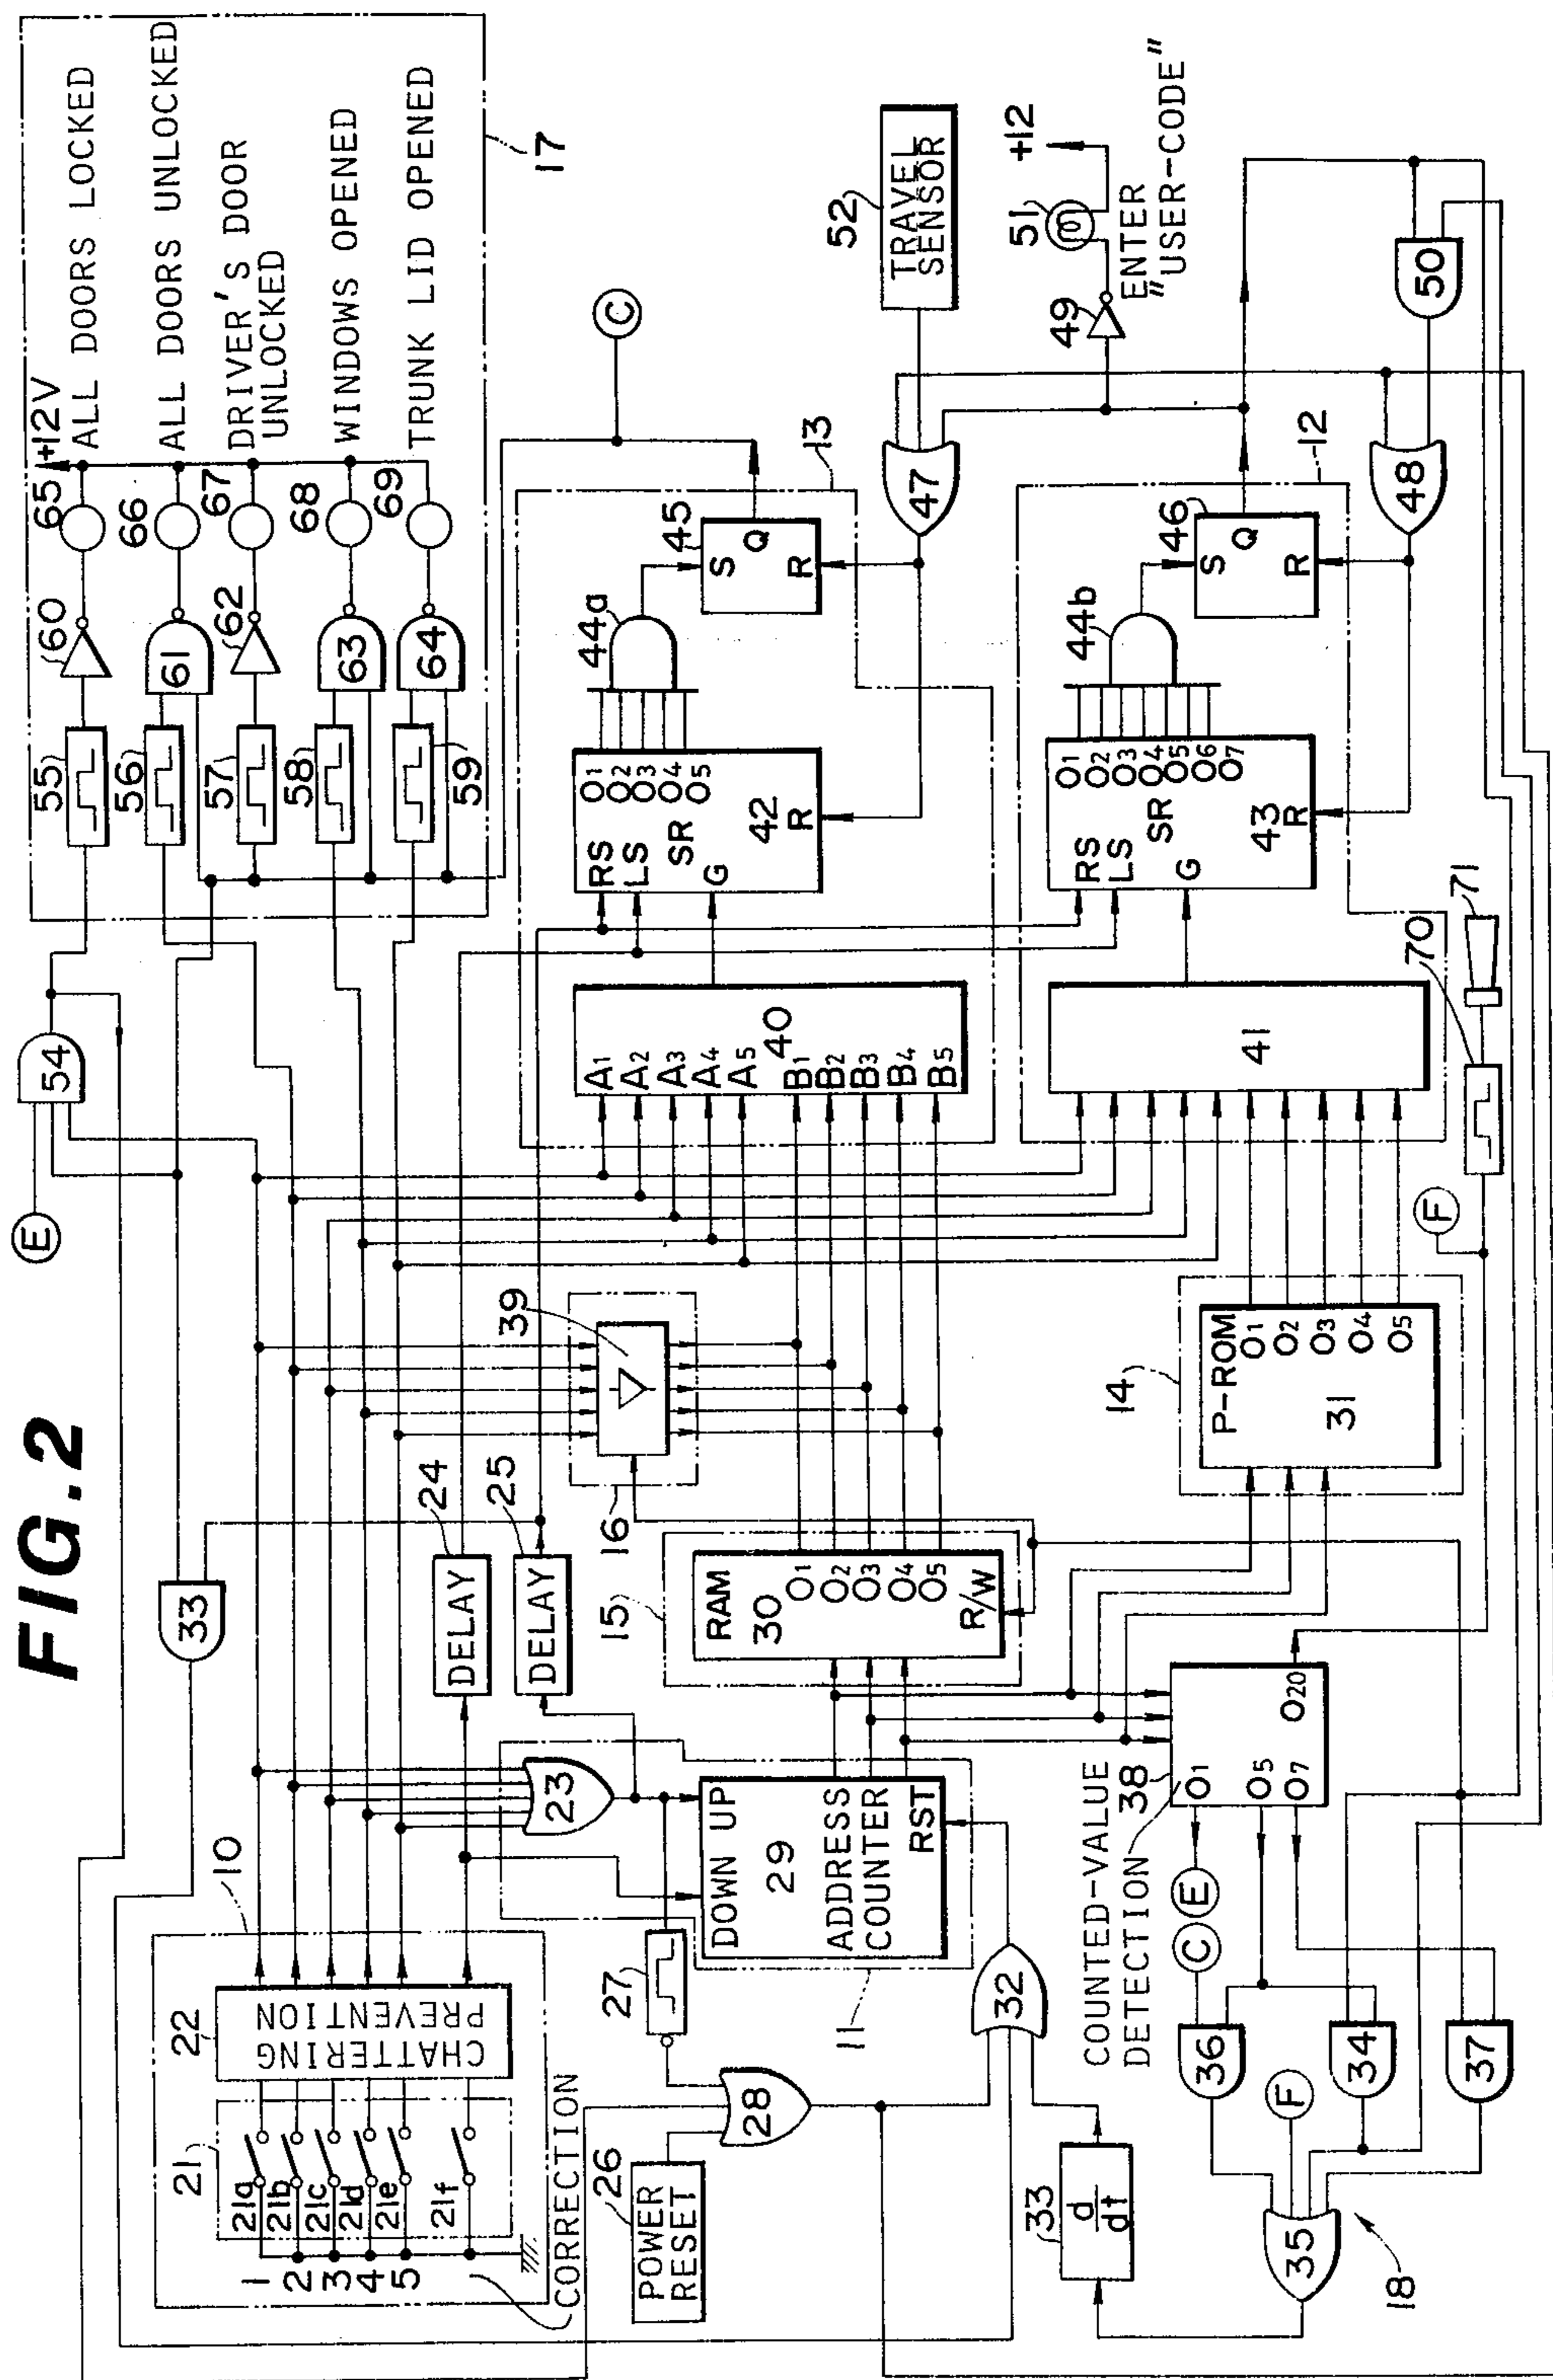 FIG.2
10
21
22
CHATTERING
PREVENTION
21a
21b
21c
21d
21e
21f
1
2
3
4
5
CORRECTION
33
23
24
DELAY
25
DELAY
26
POWER
RESET
27
28
11
DOWN UP
29
ADDRESS
COUNTER
RST
32
33
d
dt
18
35
36
34
37
F
C
E
COUNTED-VALUE
DETECTION
38
O1
O5
O7
O20
15
RAM
30
O1
O2
O3
O4
O5
R/W
16
39
14
P-ROM
31
O1
O2
O3
O4
O5
F
70
71
E
54
40
A1
A2
A3
A4
A5
B1
B2
B3
B4
B5
41
13
RS
LS
SR
G
42
R
O1
O2
O3
O4
O5
44a
45
S
Q
R
47
12
RS
LS
SR
G
43
R
O1
O2
O3
O4
O5
O6
O7
44b
46
S
Q
R
48
50
49
51
+12
ENTER
"USER-CODE"
52
TRAVEL
SENSOR
C
17
55
56
57
58
59
60
61
62
63
64
65
66
67
68
69
+12V
ALL DOORS LOCKED
ALL DOORS UNLOCKED
DRIVER'S DOOR
UNLOCKED
WINDOWS OPENED
TRUNK LID OPENED